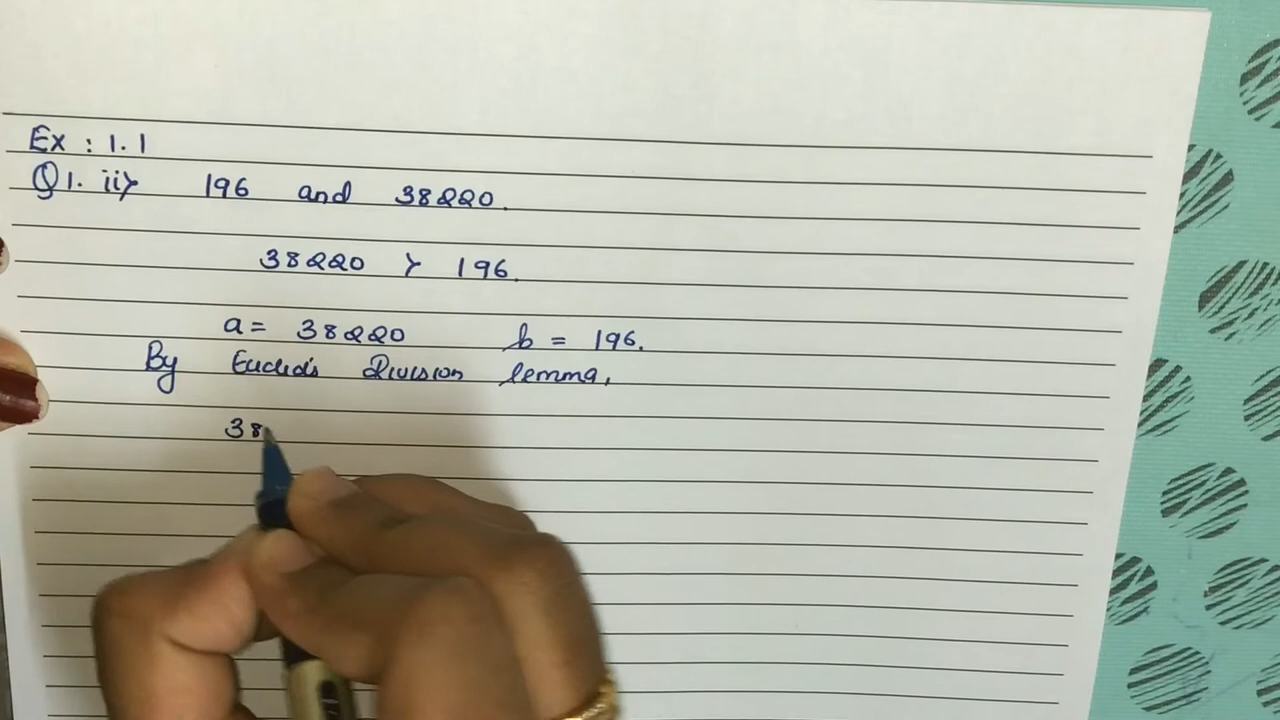 Ex : 1.1
Q1. ii> 196 and 38220.
38220 > 196.
a = 38220 b = 196.
By Euclid's Division lemma,
38